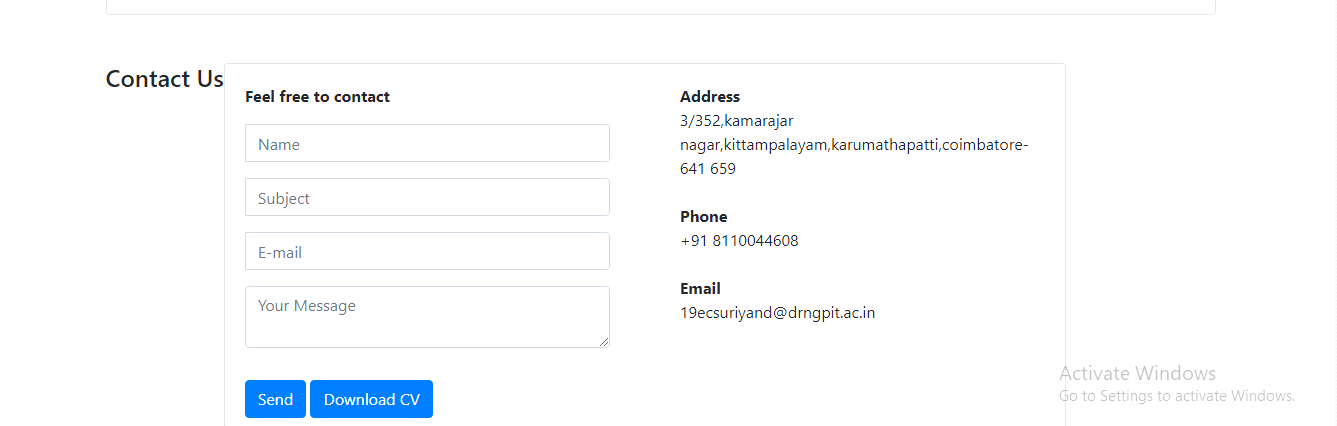 Contact Us
Feel free to contact
Name
Subject
E-mail
Your Message
Send
Download CV
Address
3/352,kamarajar
nagar,kittampalayam,karumathapatti,coimbatore-
641 659
Phone
+91 8110044608
Email
19ecsuriyand@drngpit.ac.in
Activate Windows
Go to Settings to activate Windows.